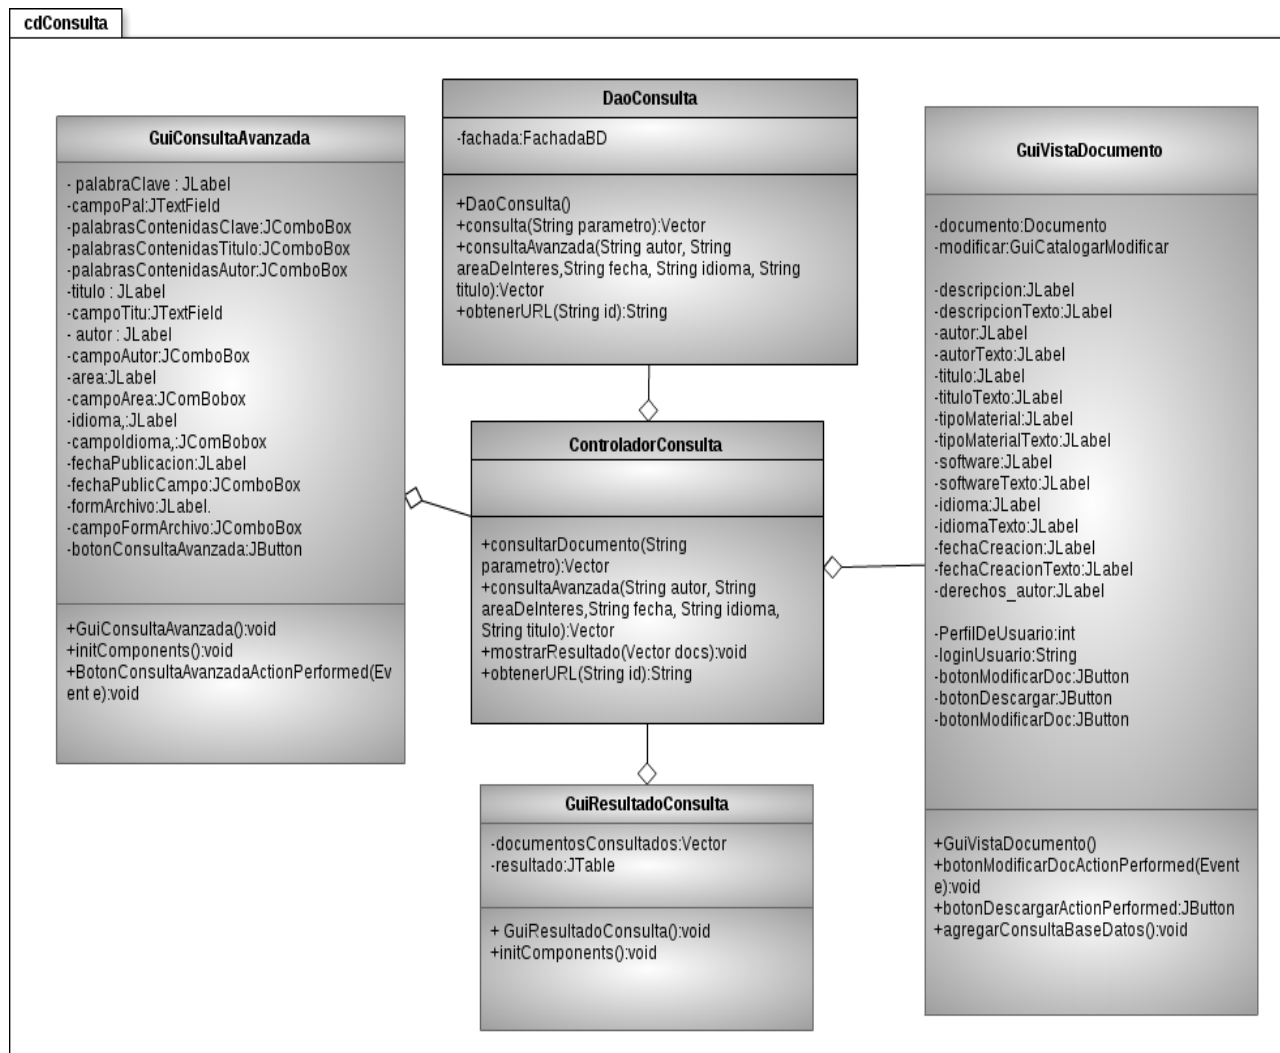 cdConsulta
GuiConsultaAvanzada
- palabraClave : JLabel
-campoPal:JTextField
-palabrasContenidasClave:JComboBox
-palabrasContenidasTitulo:JComboBox
-palabrasContenidasAutor:JComboBox
-titulo : JLabel
-campoTitu:JTextField
- autor : JLabel
-campoAutor:JComboBox
-area:JLabel
-campoArea:JComBobox
-idioma,:JLabel
-campoIdioma,:JComBobox
-fechaPublicacion:JLabel
-fechaPublicCampo:JComboBox
-formArchivo:JLabel.
-campoFormArchivo:JComboBox
-botonConsultaAvanzada:JButton
+GuiConsultaAvanzada():void
+initComponents():void
+BotonConsultaAvanzadaActionPerformed(Ev
ent e):void
DaoConsulta
-fachada:FachadaBD
+DaoConsulta()
+consulta(String parametro):Vector
+consultaAvanzada(String autor, String
areaDeInteres,String fecha, String idioma, String
titulo):Vector
+obtenerURL(String id):String
ControladorConsulta
+consultarDocumento(String
parametro):Vector
+consultaAvanzada(String autor, String
areaDeInteres,String fecha, String idioma,
String titulo):Vector
+mostrarResultado(Vector docs):void
+obtenerURL(String id):String
GuiResultadoConsulta
-documentosConsultados:Vector
-resultado:JTable
+ GuiResultadoConsulta():void
+initComponents():void
GuiVistaDocumento
-documento:Documento
-modificar:GuiCatalogarModificar
-descripcion:JLabel
-descripcionTexto:JLabel
-autor:JLabel
-autorTexto:JLabel
-titulo:JLabel
-tituloTexto:JLabel
-tipoMaterial:JLabel
-tipoMaterialTexto:JLabel
-software:JLabel
-softwareTexto:JLabel
-idioma:JLabel
-idiomaTexto:JLabel
-fechaCreacion:JLabel
-fechaCreacionTexto:JLabel
-derechos_autor:JLabel
-PerfilDeUsuario:int
-loginUsuario:String
-botonModificarDoc:JButton
-botonDescargar:JButton
-botonModificarDoc:JButton
+GuiVistaDocumento()
+botonModificarDocActionPerformed(Event
e):void
+botonDescargarActionPerformed:JButton
+agregarConsultaBaseDatos():void